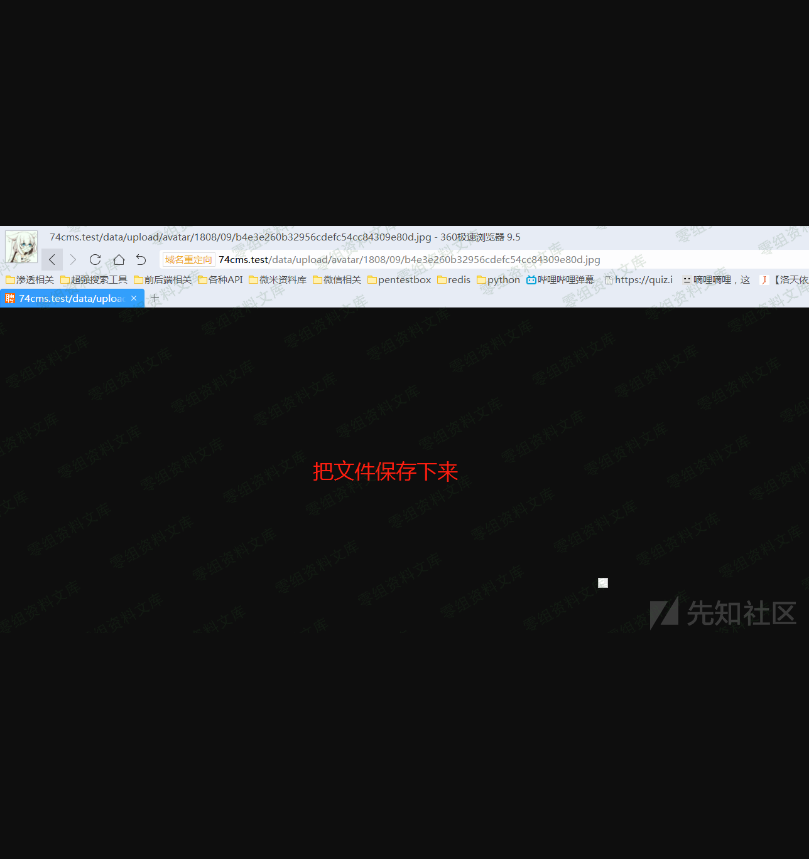 74cms.test/data/upload/avatar/1808/09/b4e3e260b32956cdefc54cc84309e80d.jpg - 360极速浏览器 9.5
域名重定向 74cms.test/data/upload/avatar/1808/09/b4e3e260b32956cdefc54cc84309e80d.jpg
渗透相关 超强搜索工具 前后端相关 各种API 微米资料库 微信相关 pentestbox redis python 哔哩哔哩弹幕 https://quiz.i 嘀哩嘀哩，这 【洛天依
74cms.test/data/uploa
把文件保存下来
零组资料文库
先知社区